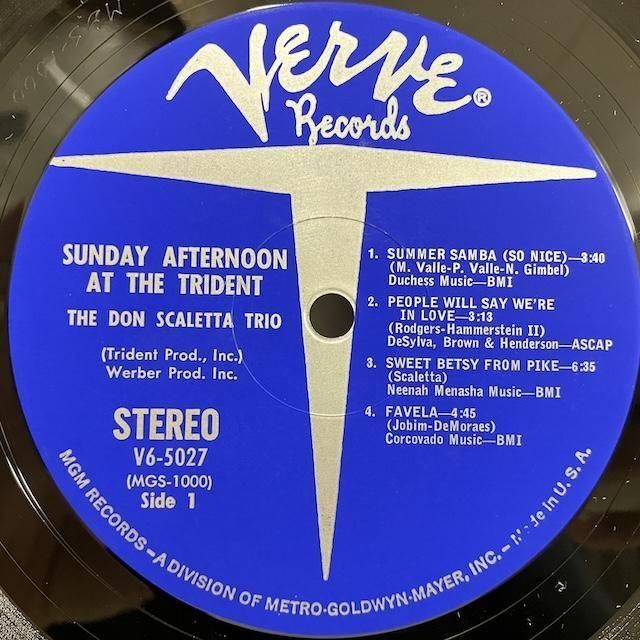 VERVE®
Records
SUNDAY AFTERNOON
AT THE TRIDENT
THE DON SCALETTA TRIO
(Trident Prod., Inc.)
Werber Prod. Inc.
STEREO
V6-5027
(MGS-1000)
Side 1
1. SUMMER SAMBA (SO NICE)—3:40
(M. Valle-P. Valle-N. Gimbel)
Duchess Music—BMI
2. PEOPLE WILL SAY WE'RE
IN LOVE—3:13
(Rodgers-Hammerstein II)
DeSylva, Brown & Henderson—ASCAP
3. SWEET BETSY FROM PIKE—6:35
(Scaletta)
Neenah Menasha Music—BMI
4. FAVELA—4:45
(Jobim-DeMoraes)
Corcovado Music—BMI
MGM RECORDS—A DIVISION OF METRO-GOLDWYN-MAYER, INC.—Made in U.S.A.